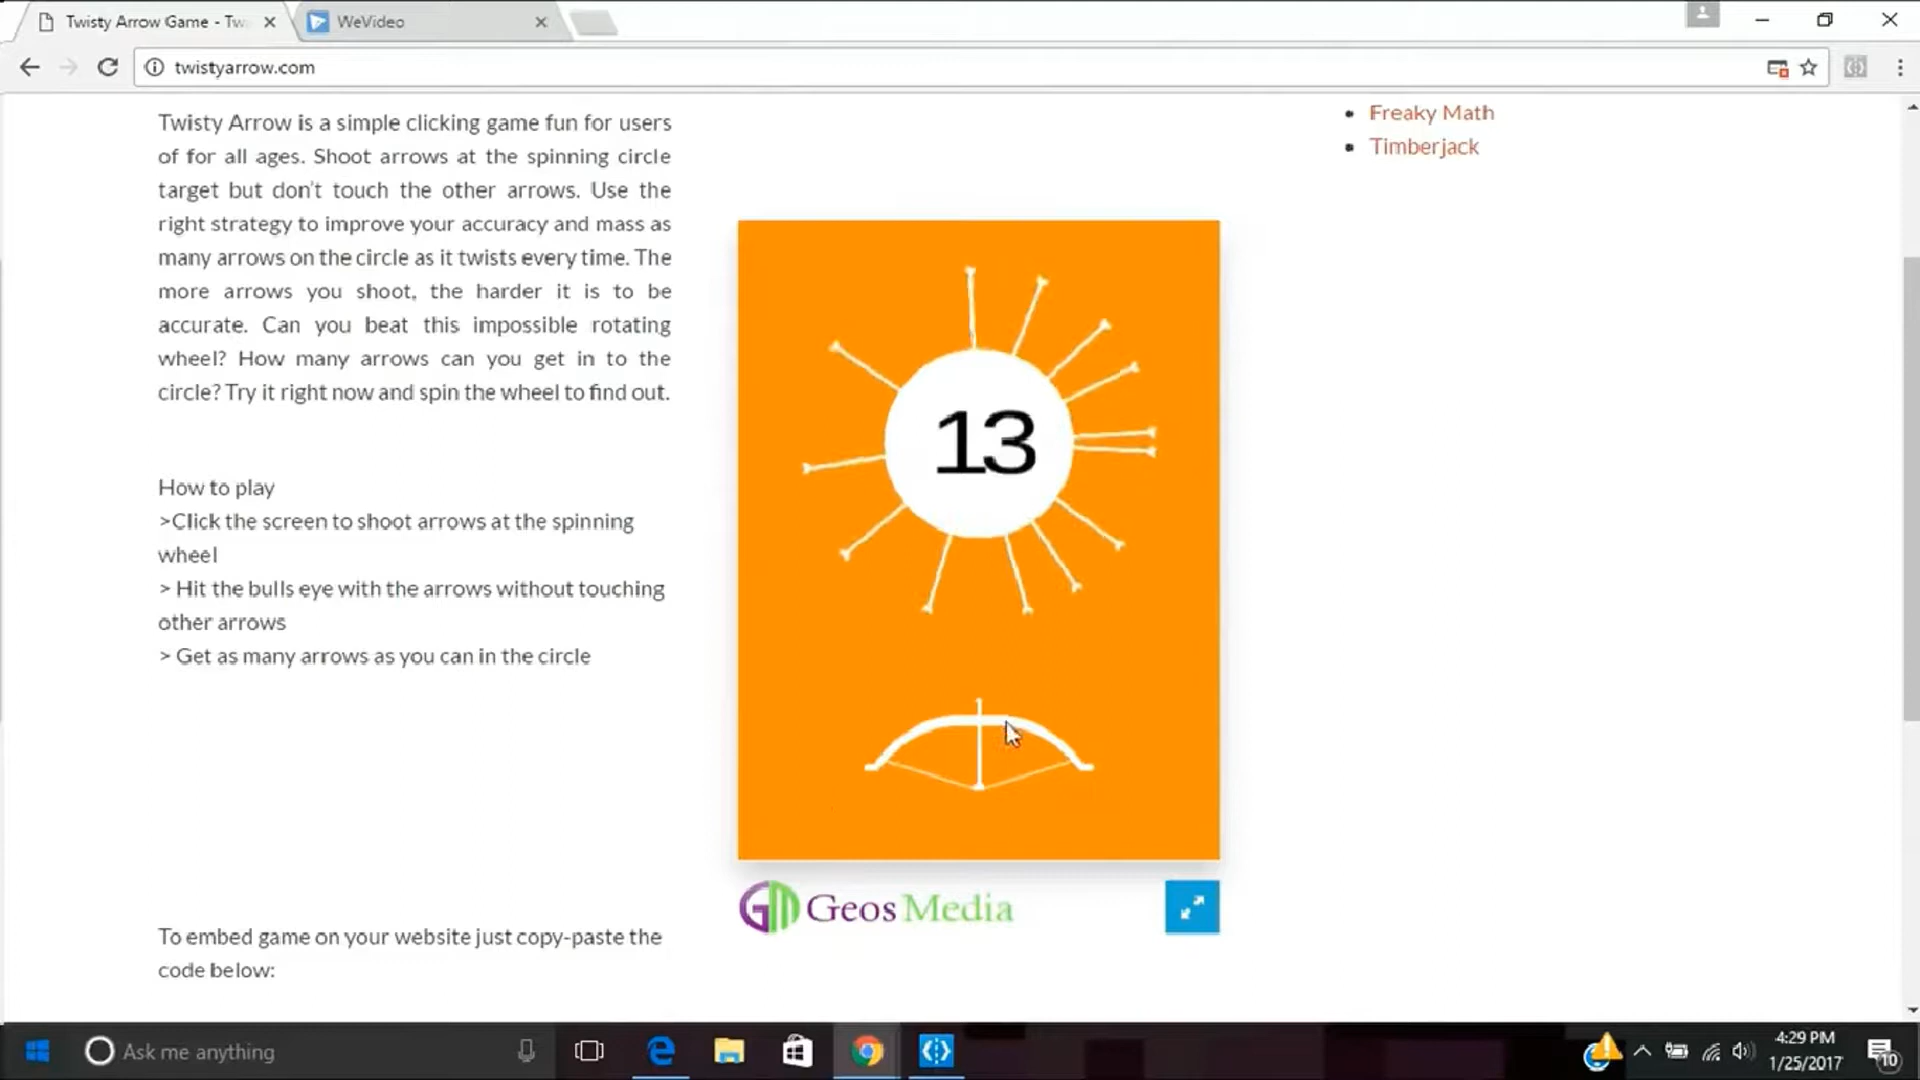 Twisty Arrow Game - Tw
WeVideo
twistyarrow.com
Twisty Arrow is a simple clicking game fun for users
of for all ages. Shoot arrows at the spinning circle
target but don't touch the other arrows. Use the
right strategy to improve your accuracy and mass as
many arrows on the circle as it twists every time. The
more arrows you shoot, the harder it is to be
accurate. Can you beat this impossible rotating
wheel? How many arrows can you get in to the
circle? Try it right now and spin the wheel to find out.
How to play
>Click the screen to shoot arrows at the spinning
wheel
> Hit the bulls eye with the arrows without touching
other arrows
> Get as many arrows as you can in the circle
To embed game on your website just copy-paste the
code below:
13
GM Geos Media
Freaky Math
Timberjack
Ask me anything
4:29 PM
1/25/2017
10